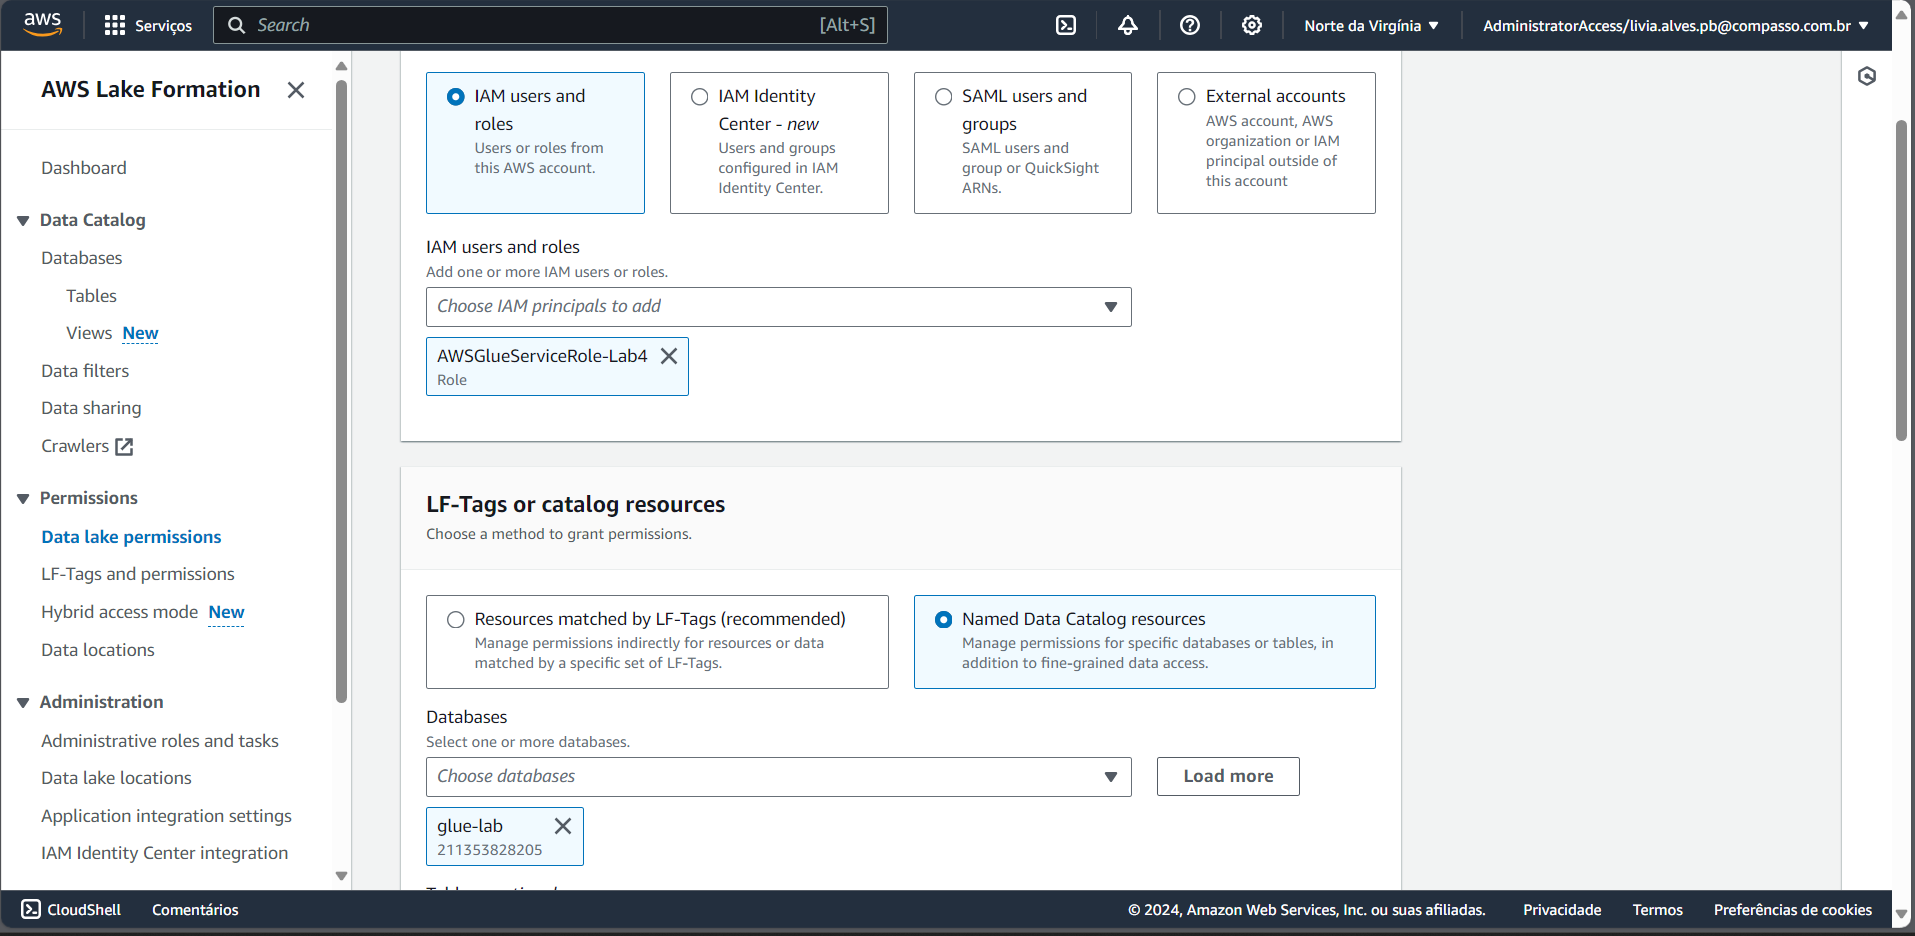 aws
Serviços
Search
[Alt+S]
Norte da Virgínia
AdministratorAccess/livia.alves.pb@compasso.com.br
AWS Lake Formation
Dashboard
Data Catalog
Databases
Tables
Views New
Data filters
Data sharing
Crawlers
Permissions
Data lake permissions
LF-Tags and permissions
Hybrid access mode New
Data locations
Administration
Administrative roles and tasks
Data lake locations
Application integration settings
IAM Identity Center integration
IAM users and
roles
Users or roles from
this AWS account.
IAM Identity
Center - new
Users and groups
configured in IAM
Identity Center.
SAML users and
groups
SAML users and
group or QuickSight
ARNs.
External accounts
AWS account, AWS
organization or IAM
principal outside of
this account
IAM users and roles
Add one or more IAM users or roles.
Choose IAM principals to add
AWSGlueServiceRole-Lab4
Role
LF-Tags or catalog resources
Choose a method to grant permissions.
Resources matched by LF-Tags (recommended)
Manage permissions indirectly for resources or data
matched by a specific set of LF-Tags.
Named Data Catalog resources
Manage permissions for specific databases or tables, in
addition to fine-grained data access.
Databases
Select one or more databases.
Choose databases
Load more
glue-lab
211353828205
CloudShell
Comentários
© 2024, Amazon Web Services, Inc. ou suas afiliadas.
Privacidade
Termos
Preferências de cookies